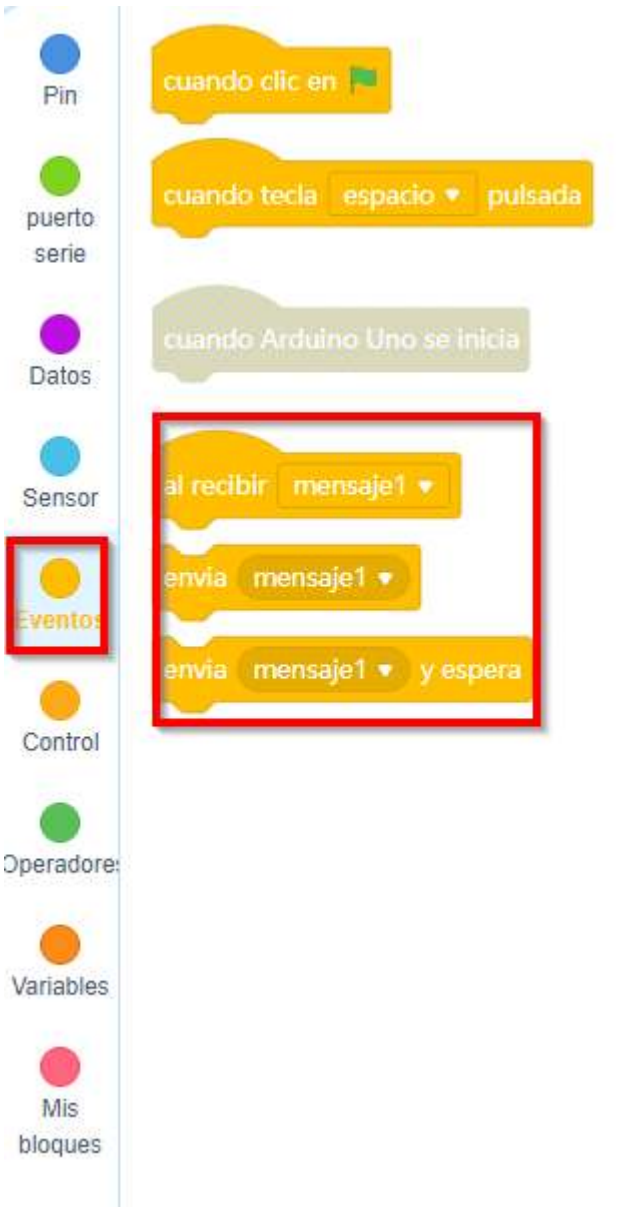 Pin
puerto
serie
Datos
Sensor
Eventos
Control
Operadores
Variables
Mis
bloques
cuando clic en
cuando tecla espacio pulsada
cuando Arduino Uno se inicia
al recibir mensaje1
envia mensaje1
envia mensaje1 y espera